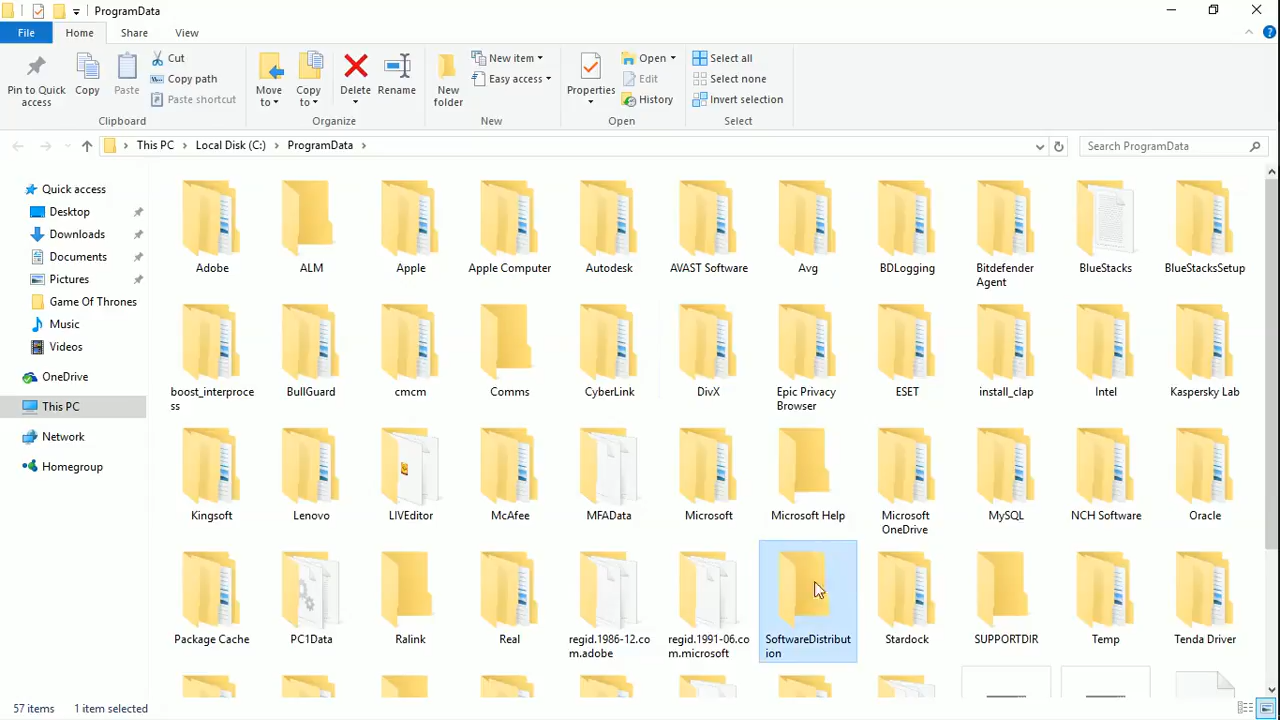 ProgramData
File Home Share View
Pin to Quick access
Copy
Paste
Cut
Copy path
Paste shortcut
Clipboard
Move to
Copy to
Delete
Rename
Organize
New folder
New item
Easy access
New
Properties
Open
Edit
History
Open
Select all
Select none
Invert selection
Select
This PC Local Disk (C:) ProgramData
Search ProgramData
Quick access
Desktop
Downloads
Documents
Pictures
Game Of Thrones
Music
Videos
OneDrive
This PC
Network
Homegroup
Adobe
ALM
Apple
Apple Computer
Autodesk
AVAST Software
Avg
BDLogging
Bitdefender
Agent
BlueStacks
BlueStacksSetup
boost_interproce
ss
BullGuard
cmcm
Comms
CyberLink
DivX
Epic Privacy
Browser
ESET
install_clap
Intel
Kaspersky Lab
Kingsoft
Lenovo
LIVEditor
McAfee
MFAData
Microsoft
Microsoft Help
Microsoft
OneDrive
MySQL
NCH Software
Oracle
Package Cache
PC1Data
Ralink
Real
regid.1986-12.co
m.adobe
regid.1991-06.co
m.microsoft
SoftwareDistribut
ion
Stardock
SUPPORTDIR
Temp
Tenda Driver
57 items 1 item selected